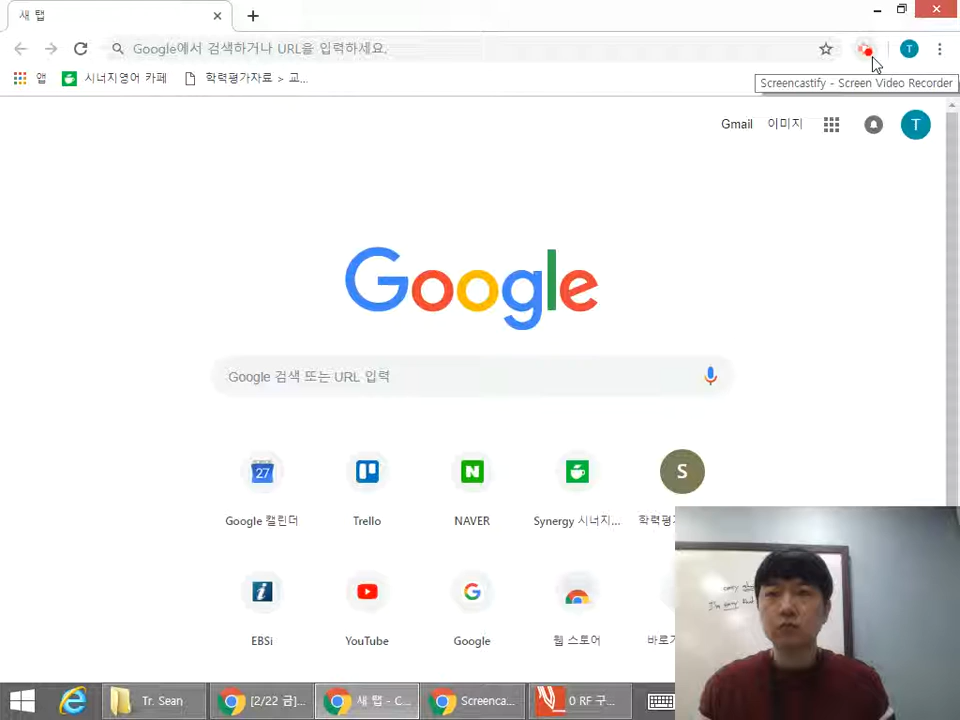 새 탭
Google에서 검색하거나 URL을 입력하세요.
T
앱
시너지영어 카페
학력평가자료 > 교...
Screencastify - Screen Video Recorder
Gmail
이미지
T
Google
Google 검색 또는 URL 입력
27
N
S
Google 캘린더
Trello
NAVER
Synergy 시너지...
학력평가
i
G
EBSi
YouTube
Google
웹 스토어
바로가
I'm
Tr. Sean
[2/22 금]...
새 탭 - C...
Screenca...
0 RF 구...